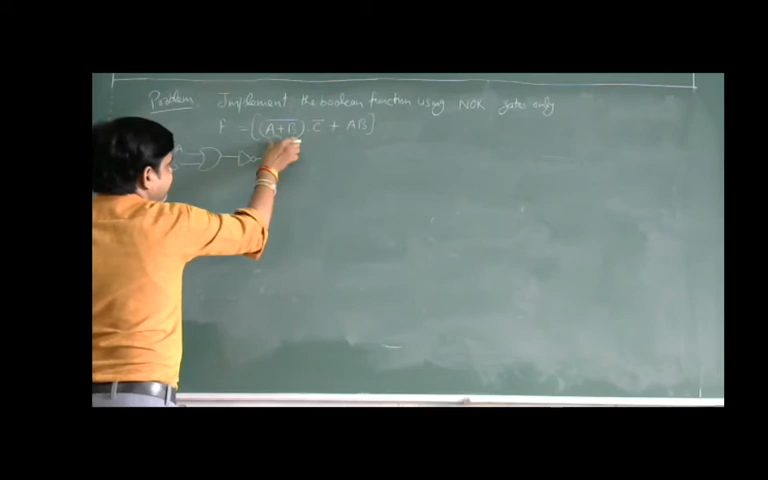 Problem Implement the boolean function using NOR gates only
F = [(A̅+̅B̅).C̅ + AB]
A